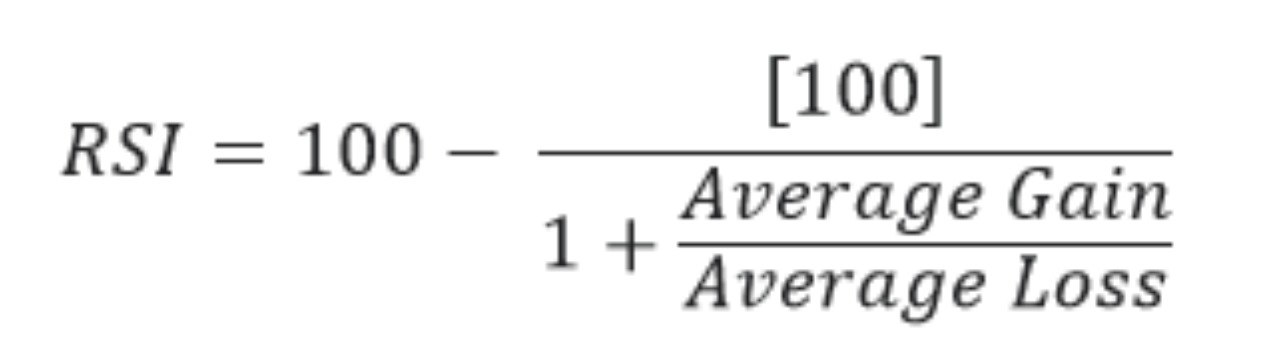 RSI = 100 − [100] / (1 + Average Gain / Average Loss)